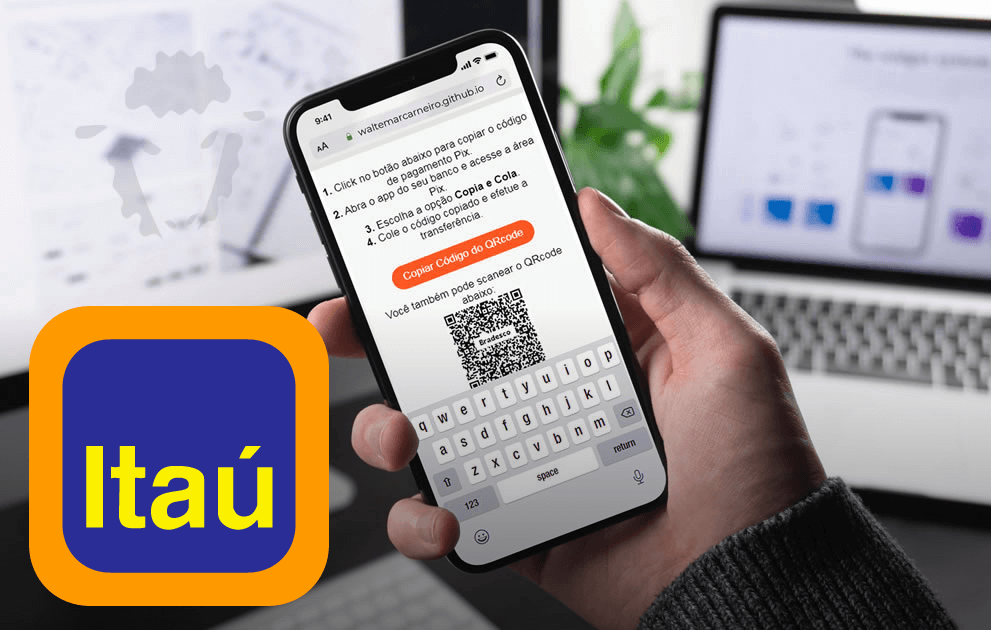 9:41
AA
waltemarcarneiro.github.io
1. Click no botão abaixo para copiar o código
de pagamento Pix.
2. Abra o app do seu banco e acesse a área
Pix.
3. Escolha a opção Copia e Cola.
4. Cole o código copiado e efetue a
transferência.
Copiar Código do QRcode
Você também pode scanear o QRcode
abaixo:
Bradesco
q w e r t y u i o p
a s d f g h j k l
z x c v b n m
123 space return
Itaú